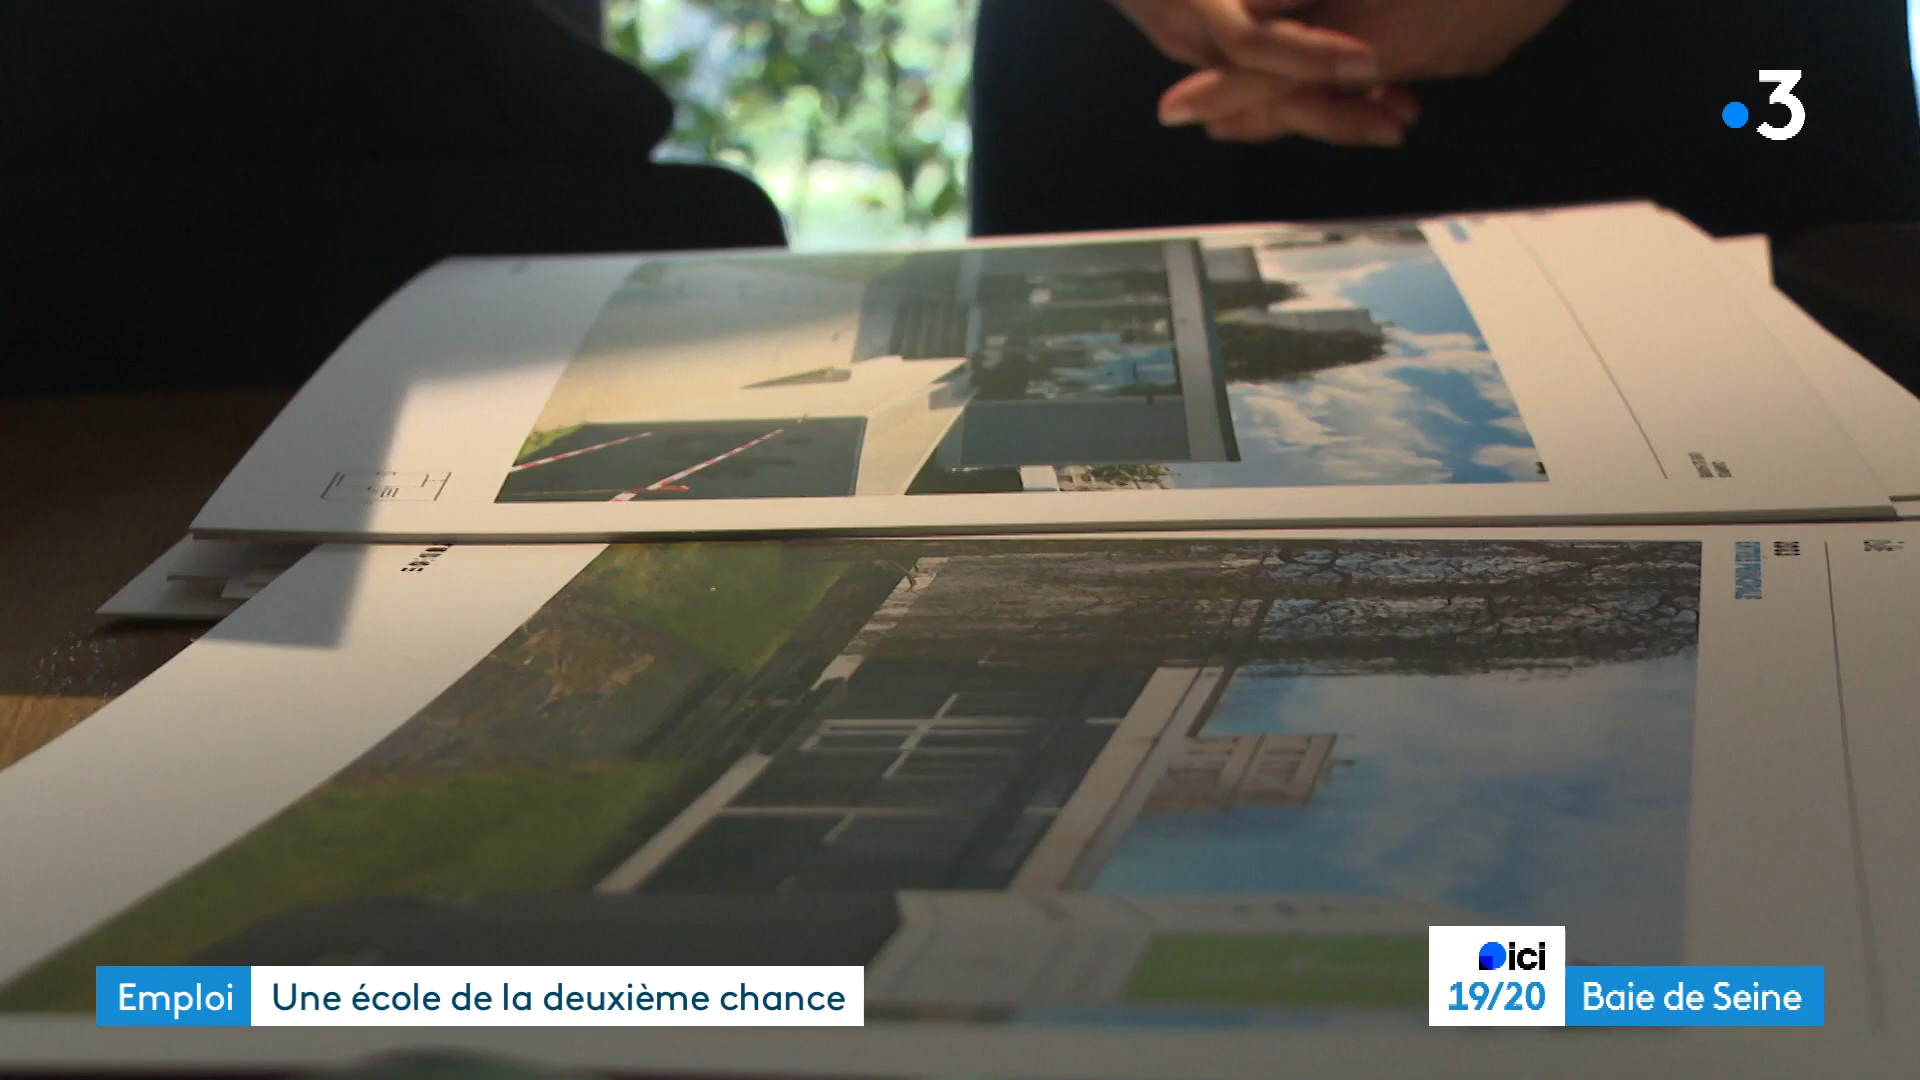 3
Emploi
Une école de la deuxième chance
ici
19/20
Baie de Seine